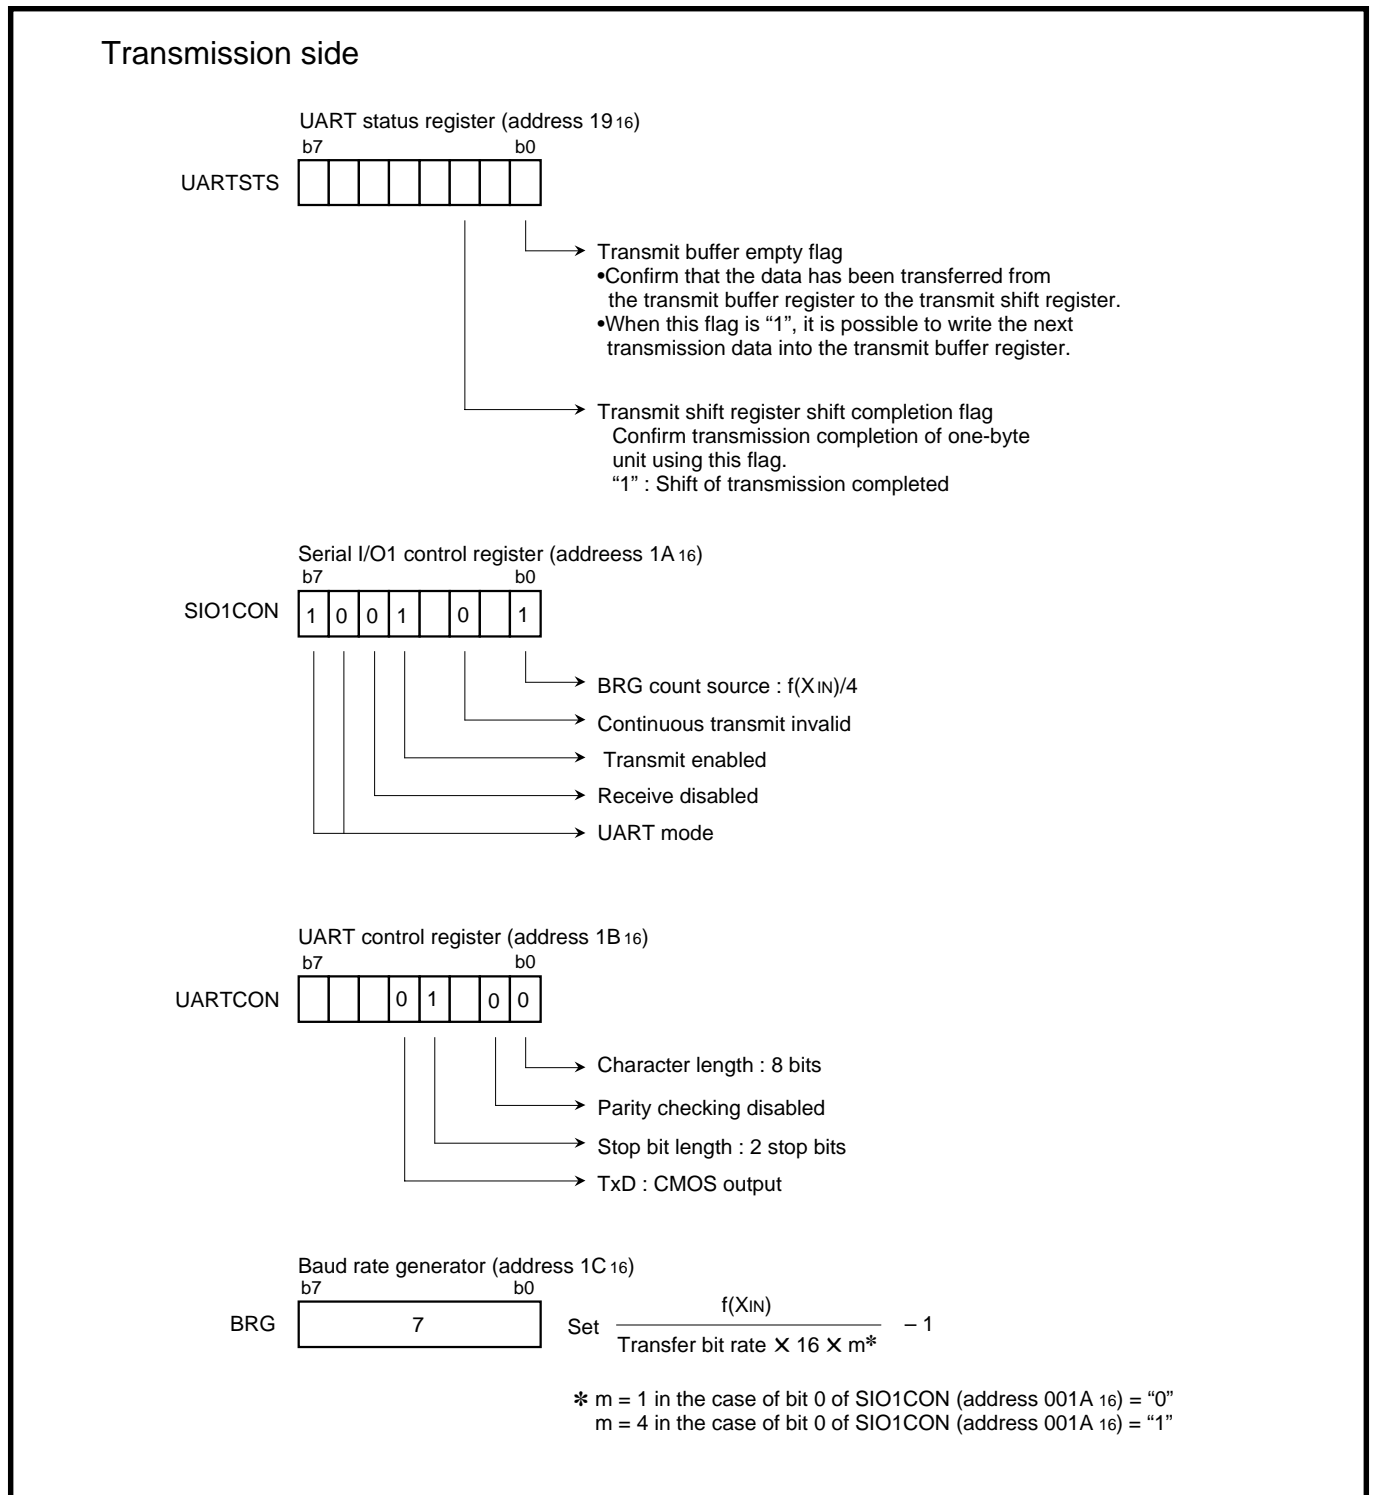 Transmission side
UART status register (address 19 16)
b7 b0
UARTSTS
Transmit buffer empty flag
•Confirm that the data has been transferred from
the transmit buffer register to the transmit shift register.
•When this flag is “1”, it is possible to write the next
transmission data into the transmit buffer register.
Transmit shift register shift completion flag
Confirm transmission completion of one-byte
unit using this flag.
“1” : Shift of transmission completed
Serial I/O1 control register (addreess 1A 16)
b7 b0
SIO1CON 1 0 0 1 0 1
BRG count source : f(XIN)/4
Continuous transmit invalid
Transmit enabled
Receive disabled
UART mode
UART control register (address 1B 16)
b7 b0
UARTCON 0 1 0 0
Character length : 8 bits
Parity checking disabled
Stop bit length : 2 stop bits
TxD : CMOS output
Baud rate generator (address 1C 16)
b7 b0
BRG 7
Set f(XIN)
Transfer bit rate ✕ 16 ✕ m✻ – 1
✻ m = 1 in the case of bit 0 of SIO1CON (address 001A 16) = “0”
m = 4 in the case of bit 0 of SIO1CON (address 001A 16) = “1”